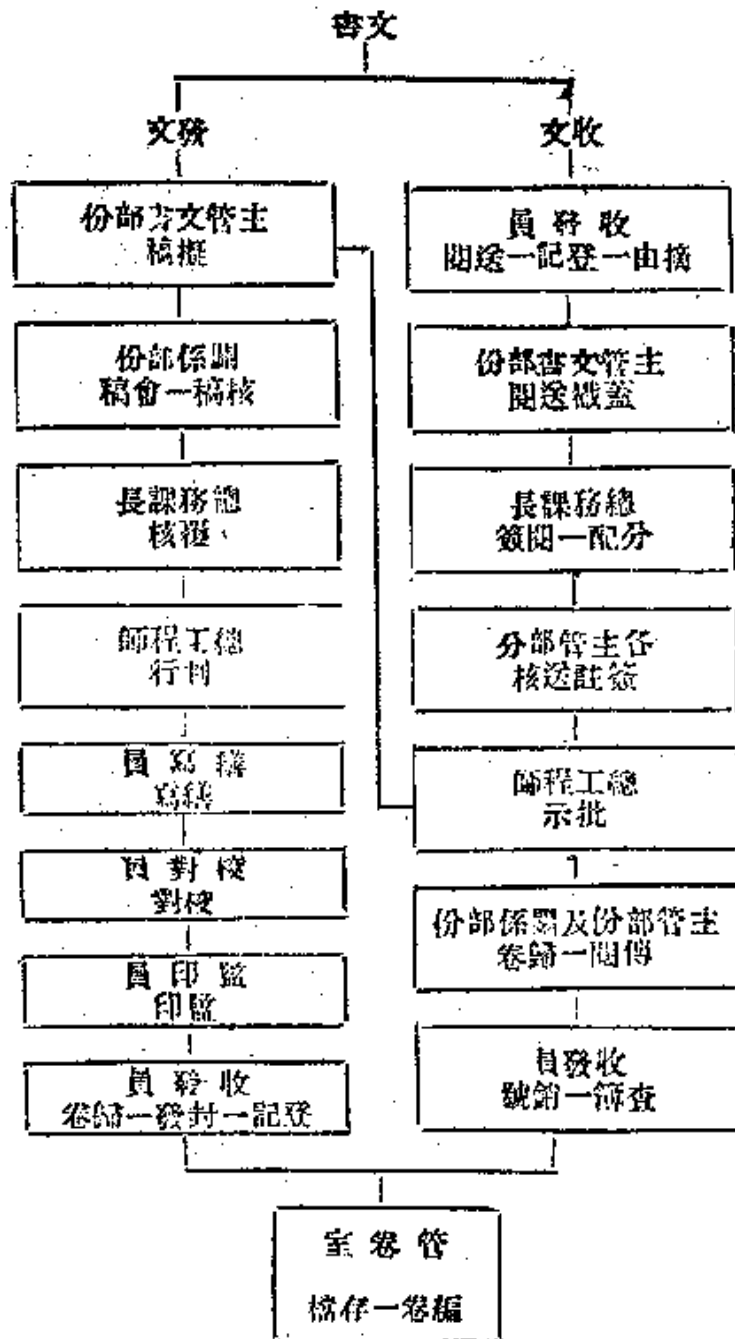 文書
收文
收發員
摘由—登記—送閱
主管文書部份
蓋戳送閱
總務課長
分配—閱簽
各主管部分
簽註送核
總工程師
批示
主管部份及關係部份
傳閱—歸卷
收發員
查簿—銷號
發文
主管文書部份
擬稿
關係部份
核稿—會稿
總務課長
核
總工程師
判行
繕寫員
繕寫
校對員
校對
監印員
監印
收發員
登記—封發—歸卷
管卷室
編卷—存檔